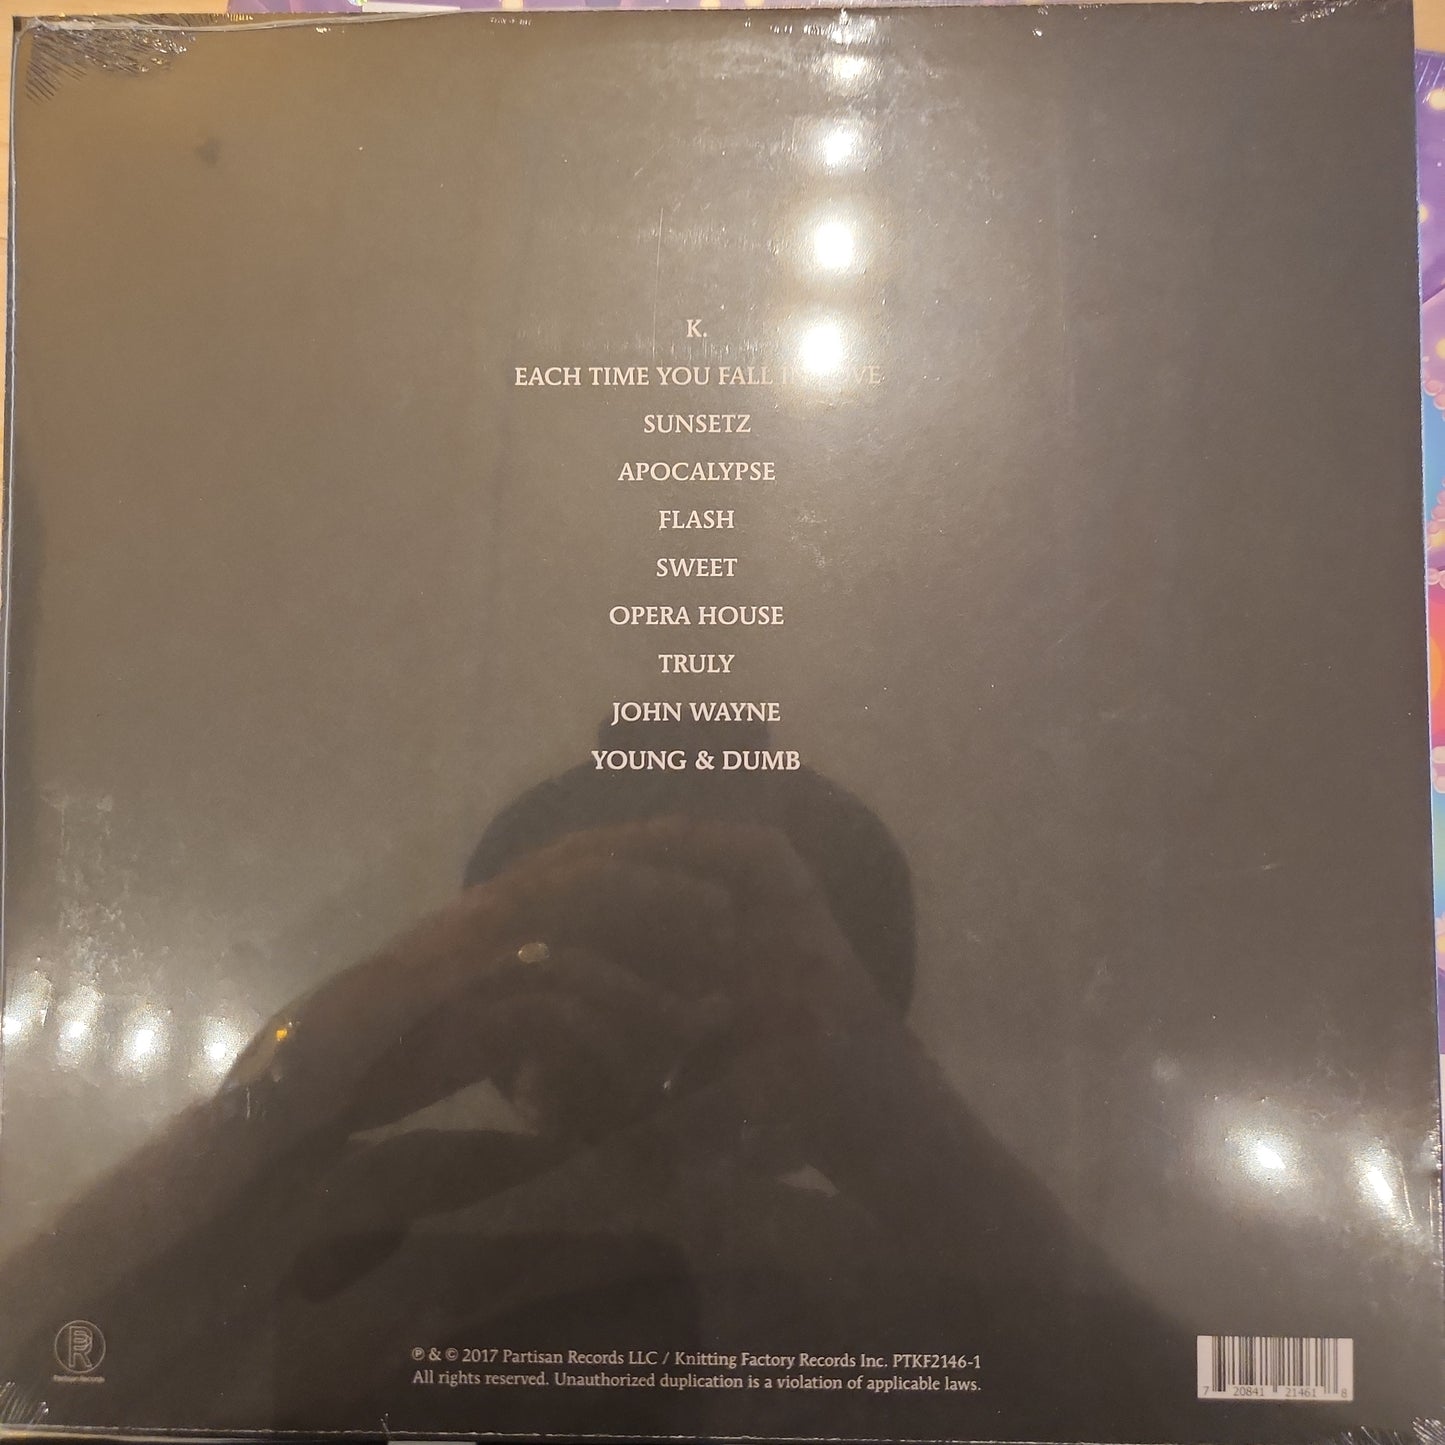 K.
EACH TIME YOU FALL
SUNSETZ
APOCALYPSE
FLASH
SWEET
OPERA HOUSE
TRULY
JOHN WAYNE
YOUNG & DUMB
Partisan Records
℗ & © 2017 Partisan Records LLC / Knitting Factory Records Inc. PTKF2146-1
All rights reserved. Unauthorized duplication is a violation of applicable laws.
7 20841 21461 8